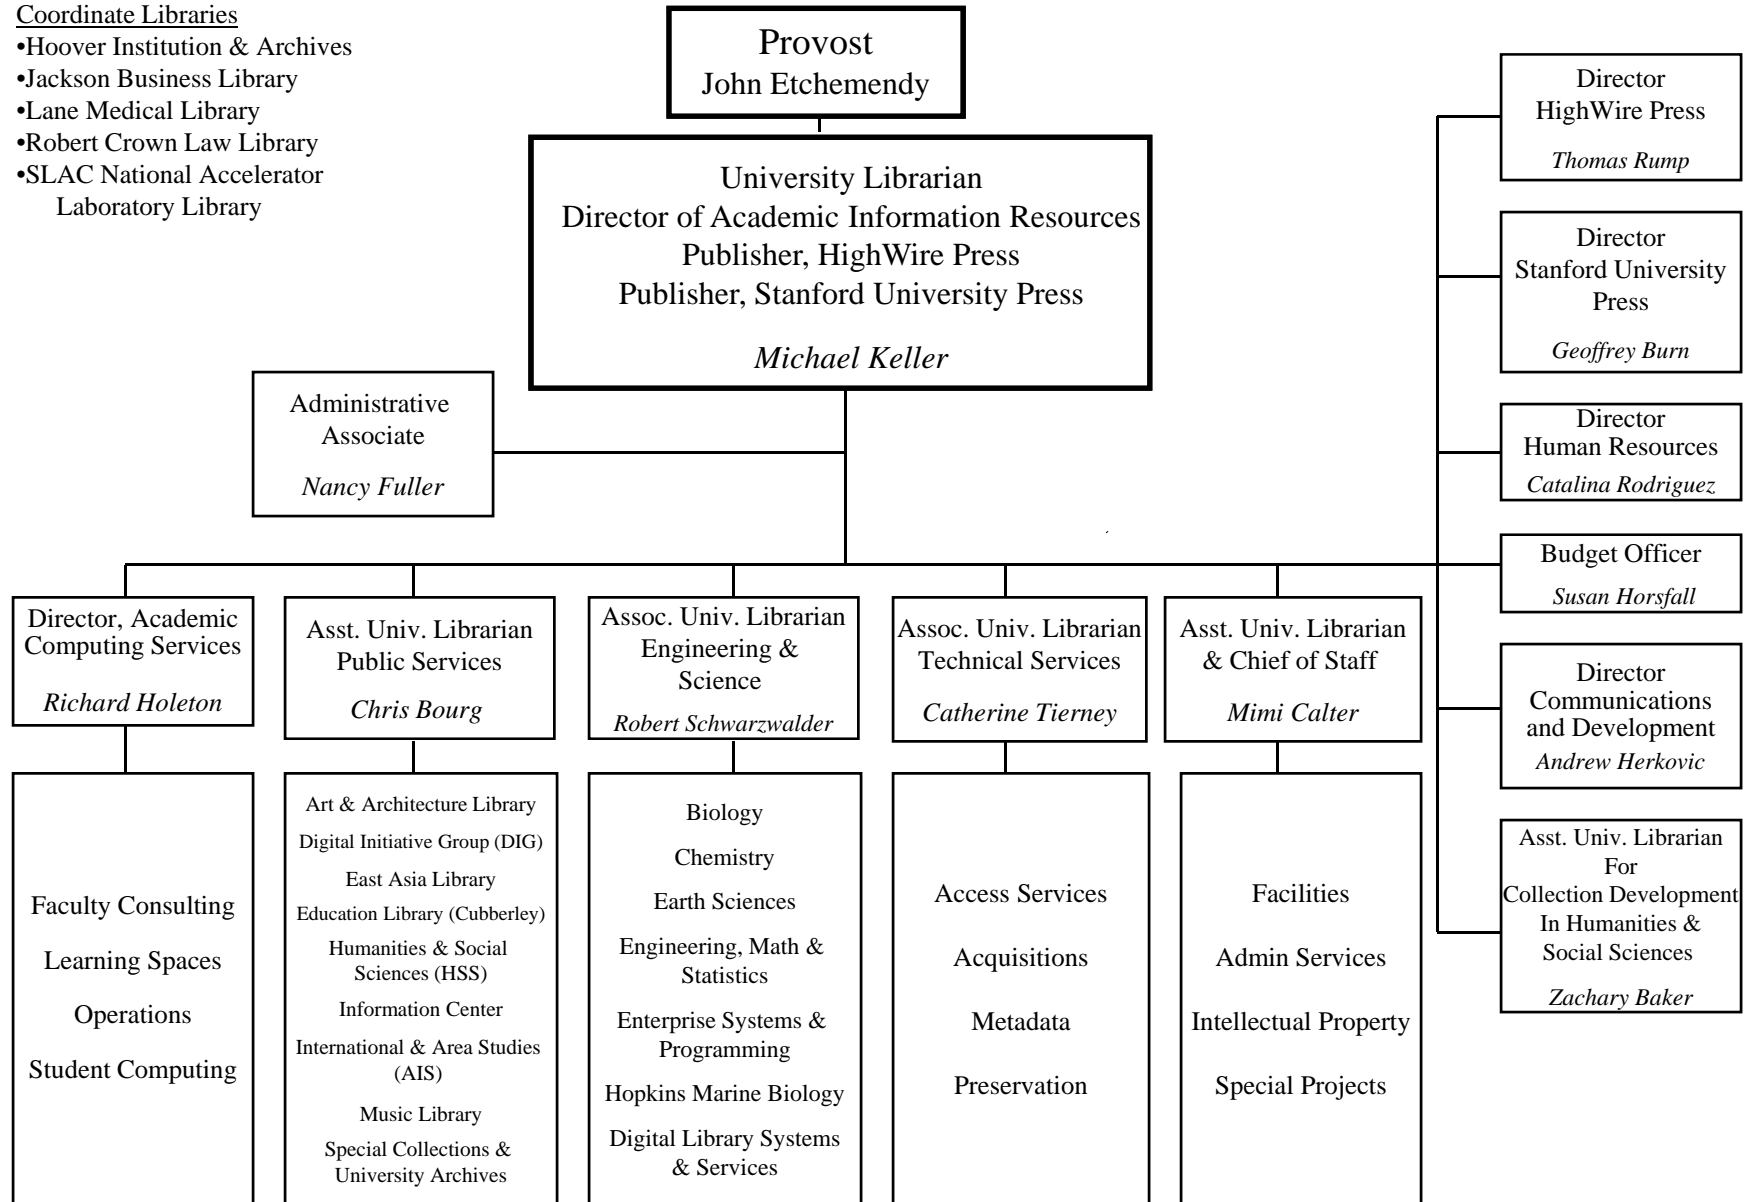 Coordinate Libraries
•Hoover Institution & Archives
•Jackson Business Library
•Lane Medical Library
•Robert Crown Law Library
•SLAC National Accelerator
Laboratory Library
Provost
John Etchemendy
University Librarian
Director of Academic Information Resources
Publisher, HighWire Press
Publisher, Stanford University Press
Michael Keller
Administrative
Associate
Nancy Fuller
Director
HighWire Press
Thomas Rump
Director
Stanford University
Press
Geoffrey Burn
Director
Human Resources
Catalina Rodriguez
Budget Officer
Susan Horsfall
Director
Communications
and Development
Andrew Herkovic
Asst. Univ. Librarian
For
Collection Development
In Humanities &
Social Sciences
Zachary Baker
Director, Academic
Computing Services
Richard Holeton
Asst. Univ. Librarian
Public Services
Chris Bourg
Assoc. Univ. Librarian
Engineering &
Science
Robert Schwarzwalder
Assoc. Univ. Librarian
Technical Services
Catherine Tierney
Asst. Univ. Librarian
& Chief of Staff
Mimi Calter
Faculty Consulting
Learning Spaces
Operations
Student Computing
Art & Architecture Library
Digital Initiative Group (DIG)
East Asia Library
Education Library (Cubberley)
Humanities & Social
Sciences (HSS)
Information Center
International & Area Studies
(AIS)
Music Library
Special Collections &
University Archives
Biology
Chemistry
Earth Sciences
Engineering, Math &
Statistics
Enterprise Systems &
Programming
Hopkins Marine Biology
Digital Library Systems
& Services
Access Services
Acquisitions
Metadata
Preservation
Facilities
Admin Services
Intellectual Property
Special Projects